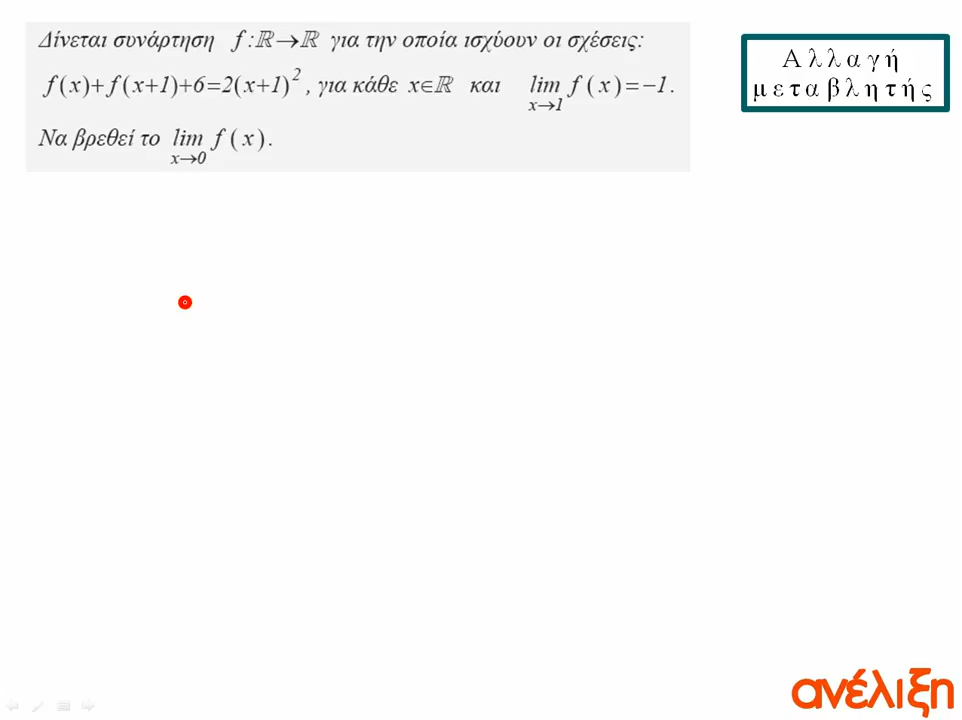 Δίνεται συνάρτηση f :ℝ→ℝ για την οποία ισχύουν οι σχέσεις:
f(x)+f(x+1)+6=2(x+1)², για κάθε x∈ℝ και lim f(x)=−1.
x→1
Να βρεθεί το lim f(x).
x→0
Αλλαγή
μεταβλητής
ανέλιξη